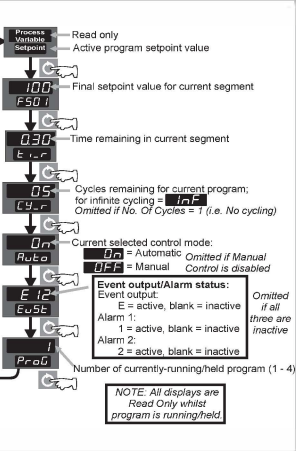 Process
Variable
Setpoint
Read only
Active program setpoint value
100
FS01
Final setpoint value for current segment
0.30
ti_r
Time remaining in current segment
05
CY_r
Cycles remaining for current program;
for infinite cycling = InF
Omitted if No. Of Cycles = 1 (i.e. No cycling)
On
Auto
Current selected control mode:
On = Automatic
OFF = Manual
Omitted if Manual
Control is disabled
E 12
EvSt
Event output/Alarm status:
Event output:
E = active, blank = inactive
Alarm 1:
1 = active, blank = inactive
Alarm 2:
2 = active, blank = inactive
Omitted
if all
three are
inactive
1
ProG
Number of currently-running/held program (1 - 4)
NOTE: All displays are
Read Only whilst
program is running/held.